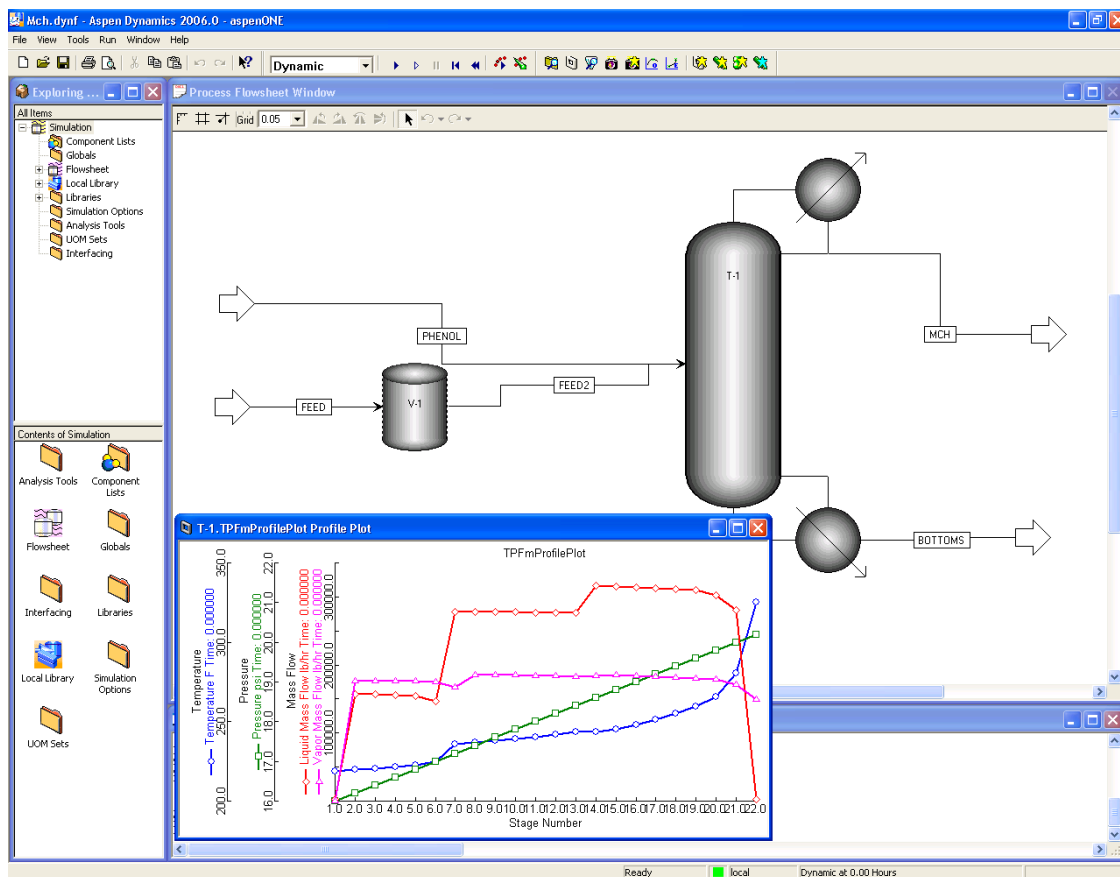 Mch.dynf - Aspen Dynamics 2006.0 - aspenONE
File View Tools Run Window Help
Dynamic
Exploring ...
Process Flowsheet Window
All Items
Grid 0.05
Simulation
Component Lists
Globals
Flowsheet
Local Library
Libraries
Simulation Options
Analysis Tools
UOM Sets
Interfacing
T-1
PHENOL
MCH
FEED2
V-1
FEED
BOTTOMS
Contents of Simulation
Analysis Tools
Component Lists
Flowsheet
Globals
Interfacing
Libraries
Local Library
Simulation Options
UOM Sets
T-1.TPFmProfilePlot Profile Plot
TPFmProfilePlot
Temperature
Temperature F Time: 0.000000
200.0 250.0 300.0 350.0
Pressure
Pressure psi Time: 0.000000
16.0 17.0 18.0 19.0 20.0 21.0 22.0
Mass Flow
Liquid Mass Flow lb/hr Time: 0.000000
Vapor Mass Flow lb/hr Time: 0.000000
100000.0 200000.0 300000.0
1.0 2.0 3.0 4.0 5.0 6.0 7.0 8.0 9.0 10.0 11.0 12.0 13.0 14.0 15.0 16.0 17.0 18.0 19.0 20.0 21.0 22.0
Stage Number
Ready
local
Dynamic at 0.00 Hours